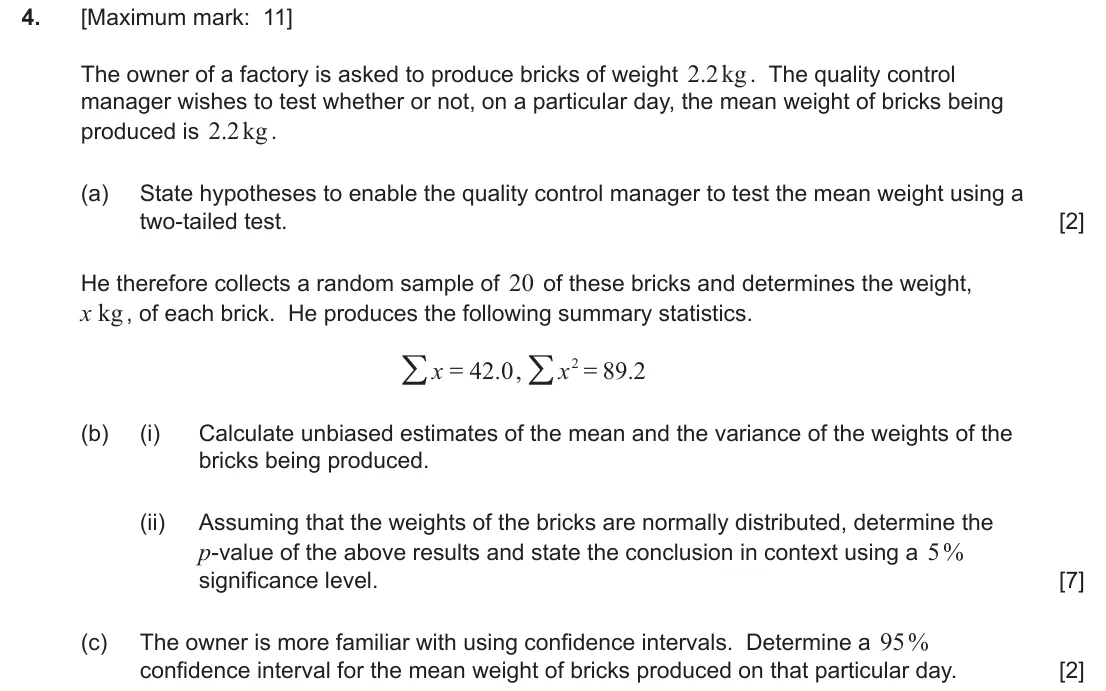 4. [Maximum mark: 11]
The owner of a factory is asked to produce bricks of weight 2.2 kg. The quality control
manager wishes to test whether or not, on a particular day, the mean weight of bricks being
produced is 2.2 kg.
(a) State hypotheses to enable the quality control manager to test the mean weight using a
two-tailed test. [2]
He therefore collects a random sample of 20 of these bricks and determines the weight,
x kg, of each brick. He produces the following summary statistics.
∑x = 42.0, ∑x² = 89.2
(b) (i) Calculate unbiased estimates of the mean and the variance of the weights of the
bricks being produced.
(ii) Assuming that the weights of the bricks are normally distributed, determine the
p-value of the above results and state the conclusion in context using a 5%
significance level. [7]
(c) The owner is more familiar with using confidence intervals. Determine a 95%
confidence interval for the mean weight of bricks produced on that particular day. [2]